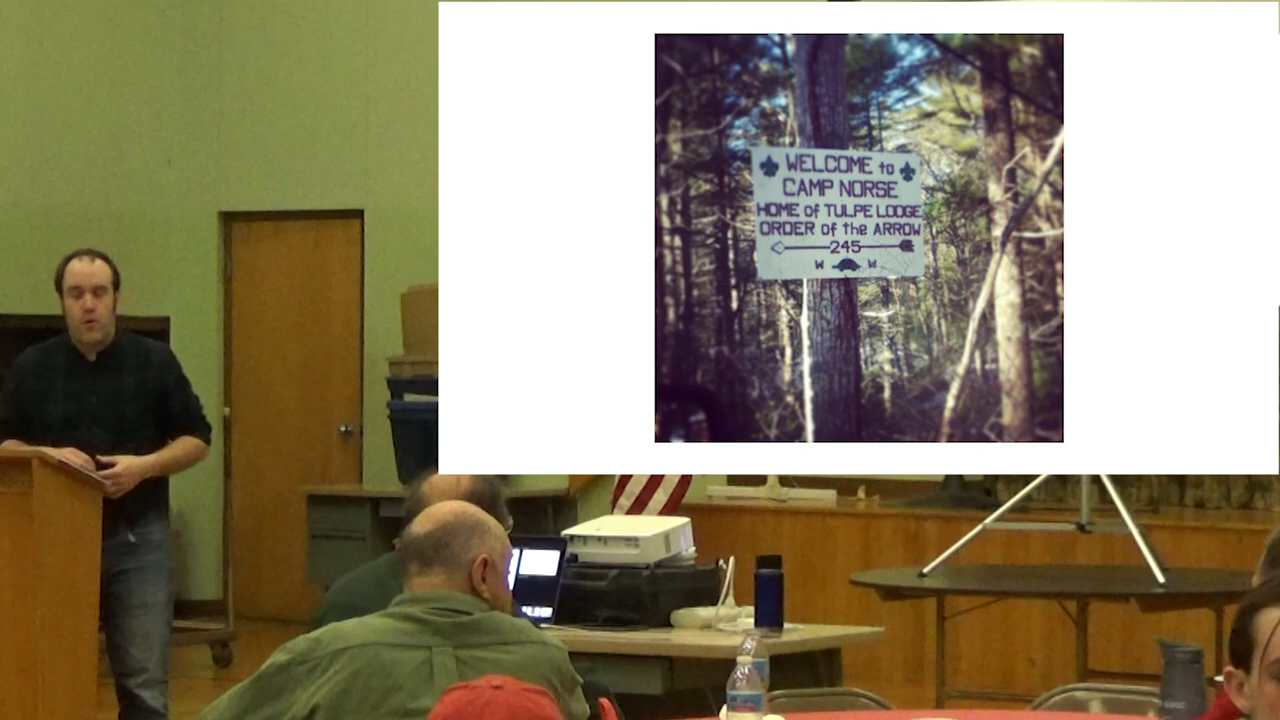 WELCOME to
CAMP NORSE
HOME of TULPE LODGE
ORDER of the ARROW
245
W W